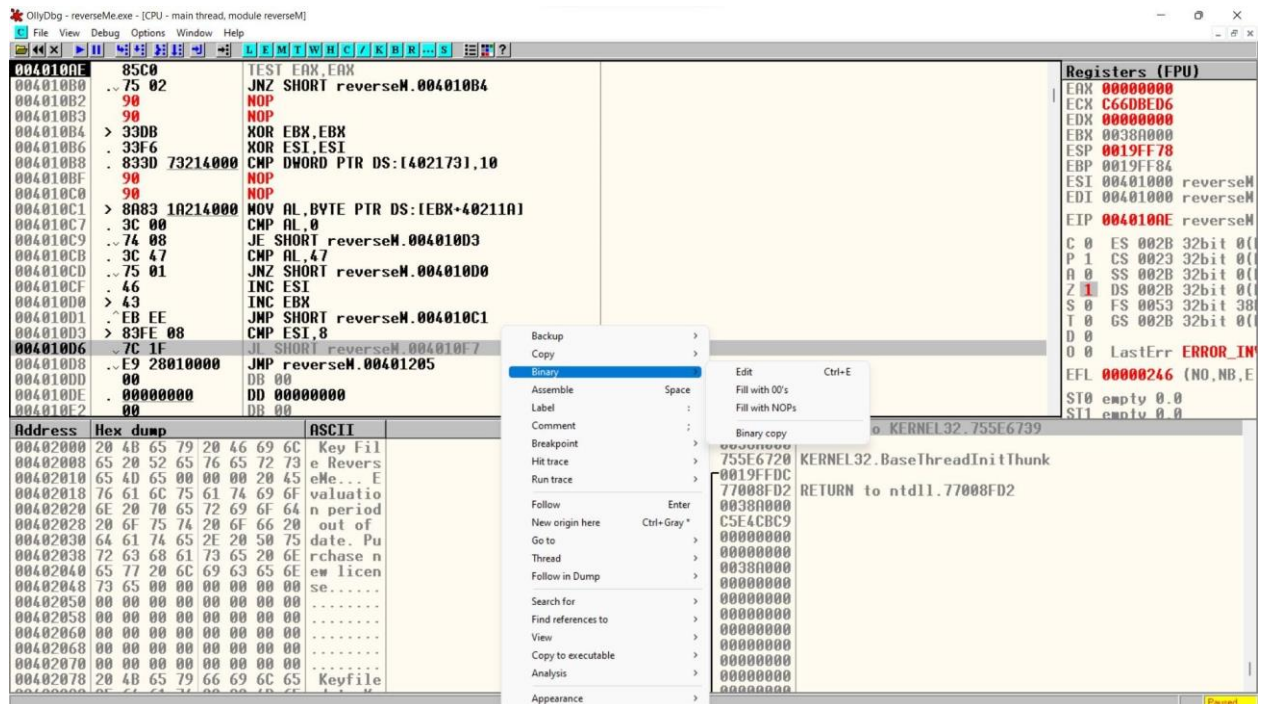 OllyDbg - reverseMe.exe - [CPU - main thread, module reverseM]
File View Debug Options Window Help
L E M T W H C / K B R ... S ?
004010AE 85C0 TEST EAX,EAX
004010B0 .⌄75 02 JNZ SHORT reverseM.004010B4
004010B2 90 NOP
004010B3 90 NOP
004010B4 > 33DB XOR EBX,EBX
004010B6 . 33F6 XOR ESI,ESI
004010B8 . 833D 73214000 CMP DWORD PTR DS:[402173],10
004010BF 90 NOP
004010C0 90 NOP
004010C1 > 8A83 1A214000 MOV AL,BYTE PTR DS:[EBX+40211A]
004010C7 . 3C 00 CMP AL,0
004010C9 .⌄74 08 JE SHORT reverseM.004010D3
004010CB . 3C 47 CMP AL,47
004010CD .⌄75 01 JNZ SHORT reverseM.004010D0
004010CF . 46 INC ESI
004010D0 > 43 INC EBX
004010D1 .^EB EE JMP SHORT reverseM.004010C1
004010D3 > 83FE 08 CMP ESI,8
004010D6 ⌄7C 1F JL SHORT reverseM.004010F7
004010D8 .⌄E9 28010000 JMP reverseM.00401205
004010DD 00 DB 00
004010DE . 00000000 DD 00000000
004010E2 00 DB 00
Registers (FPU)
EAX 00000000
ECX C66DBED6
EDX 00000000
EBX 0038A000
ESP 0019FF78
EBP 0019FF84
ESI 00401000 reverseM
EDI 00401000 reverseM
EIP 004010AE reverseM
C 0 ES 002B 32bit 0(
P 1 CS 0023 32bit 0(
A 0 SS 002B 32bit 0(
Z 1 DS 002B 32bit 0(
S 0 FS 0053 32bit 38
T 0 GS 002B 32bit 0(
D 0
O 0 LastErr ERROR_IN
EFL 00000246 (NO,NB,E
ST0 empty 0.0
ST1 empty 0.0
Backup
Copy
Binary
Assemble Space
Label :
Comment ;
Breakpoint
Hit trace
Run trace
Follow Enter
New origin here Ctrl+Gray *
Go to
Thread
Follow in Dump
Search for
Find references to
View
Copy to executable
Analysis
Appearance
Edit Ctrl+E
Fill with 00's
Fill with NOPs
Binary copy
Address Hex dump ASCII
00402000 20 4B 65 79 20 46 69 6C Key Fil
00402008 65 20 52 65 76 65 72 73 e Revers
00402010 65 4D 65 00 00 00 20 45 eMe... E
00402018 76 61 6C 75 61 74 69 6F valuatio
00402020 6E 20 70 65 72 69 6F 64 n period
00402028 20 6F 75 74 20 6F 66 20 out of
00402030 64 61 74 65 2E 20 50 75 date. Pu
00402038 72 63 68 61 73 65 20 6E rchase n
00402040 65 77 20 6C 69 63 65 6E ew licen
00402048 73 65 00 00 00 00 00 00 se......
00402050 00 00 00 00 00 00 00 00 ........
00402058 00 00 00 00 00 00 00 00 ........
00402060 00 00 00 00 00 00 00 00 ........
00402068 00 00 00 00 00 00 00 00 ........
00402070 00 00 00 00 00 00 00 00 ........
00402078 20 4B 65 79 66 69 6C 65 Keyfile
o KERNEL32.755E6739
0038A000
755E6720 KERNEL32.BaseThreadInitThunk
0019FFDC
77008FD2 RETURN to ntdll.77008FD2
0038A000
C5E4CBC9
00000000
00000000
0038A000
00000000
00000000
00000000
00000000
00000000
00000000
00000000
00000000
Paused